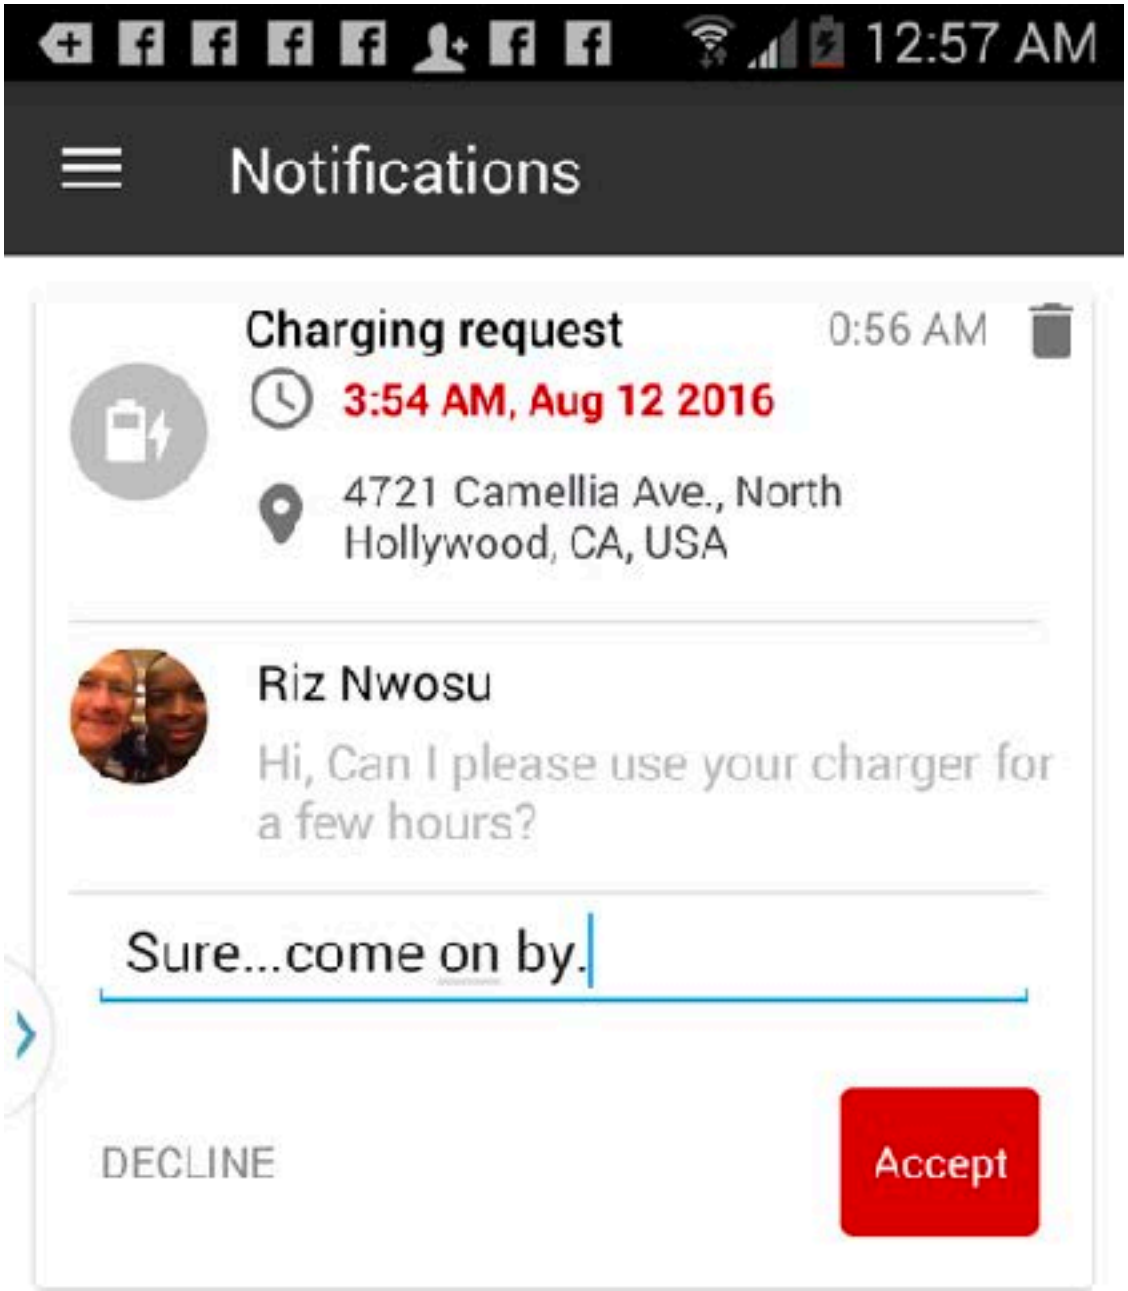 12:57 AM
Notifications
Charging request 0:56 AM
3:54 AM, Aug 12 2016
4721 Camellia Ave., North
Hollywood, CA, USA
Riz Nwosu
Hi, Can I please use your charger for
a few hours?
Sure...come on by.
DECLINE Accept